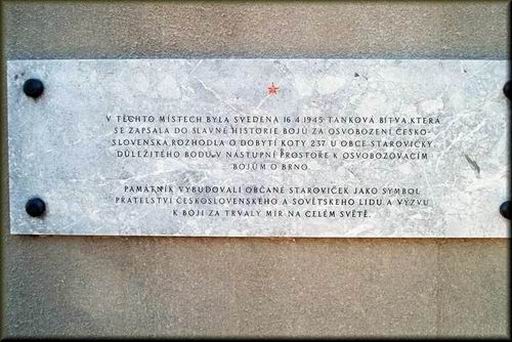 V TĚCHTO MÍSTECH BYLA SVEDENA 16.4.1945 TANKOVÁ BITVA, KTERÁ
SE ZAPSALA DO SLAVNÉ HISTORIE BOJŮ ZA OSVOBOZENÍ ČESKO-
SLOVENSKA, ROZHODLA O DOBYTÍ KOTY 237 U OBCE STAROVIČKY,
DŮLEŽITÉHO BODU V NÁSTUPNÍ PROSTOŘE K OSVOBOZOVACÍM
BOJŮM O BRNO.
PAMÁTNÍK VYBUDOVALI OBČANÉ STAROVIČEK JAKO SYMBOL
PŘÁTELSTVÍ ČESKOSLOVENSKÉHO A SOVĚTSKÉHO LIDU A VÝZVU
K BOJI ZA TRVALÝ MÍR NA CELÉM SVĚTĚ.